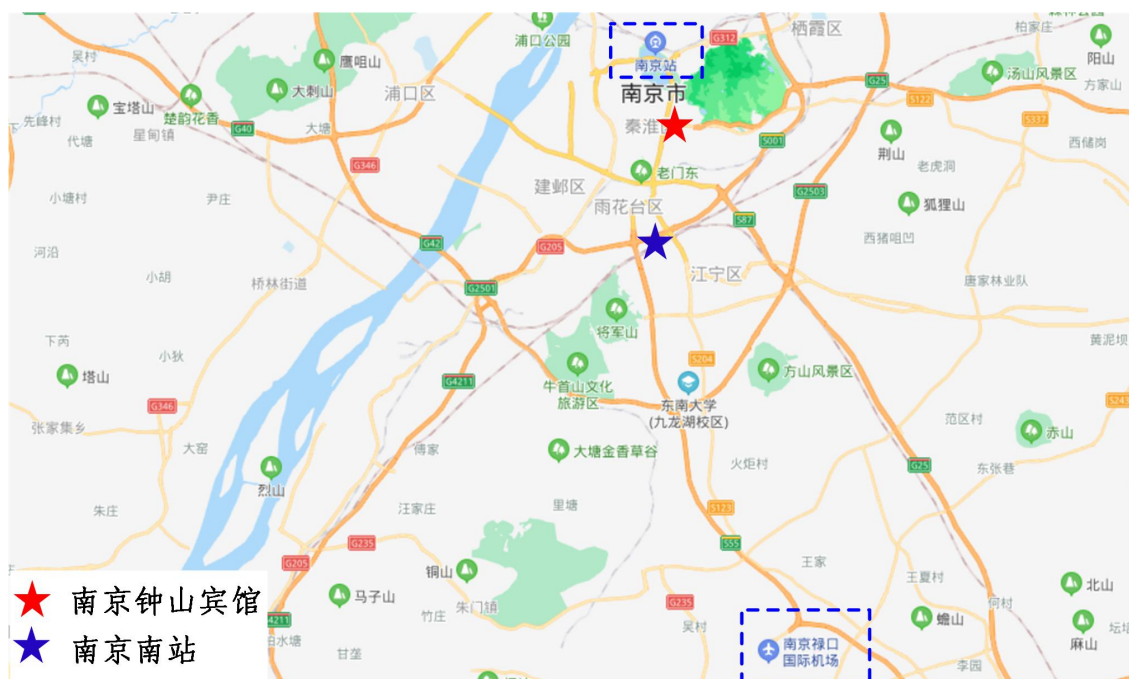 浦口公园
G312
栖霞区
柏家庄
吴村
鹰咀山
南京站
阳山
大刺山
浦口区
汤山风景区
方家山
G25
宝塔山
楚韵花香
南京市
S122
先峰村
星甸镇
G40
大塘
秦淮区
S337
代塘
S001
荆山
西储岗
G346
老门东
老虎洞
小塘村
尹庄
建邺区
G2503
雨花台区
狐狸山
S87
河沿
G42
G205
西猪咀凹
小胡
桥林街道
G2501
江宁区
唐家林业队
将军山
下芮
小狄
黄泥坝
S204
塔山
G4211
牛首山文化
旅游区
方山风景区
东南大学
(九龙湖校区)
S243
G346
张家集乡
范区村
赤山
大窑
傅家
大塘金香草谷
火炬村
G25
东张巷
烈山
朱庄
汪家庄
里塘
S123
G235
S55
G205
铜山
王家
王夏村
北山
马子山
朱门镇
竹庄
G235
吴村
何村
蟾山
麻山
南京禄口
国际机场
李园
甘垄
4211
南京钟山宾馆
南京南站